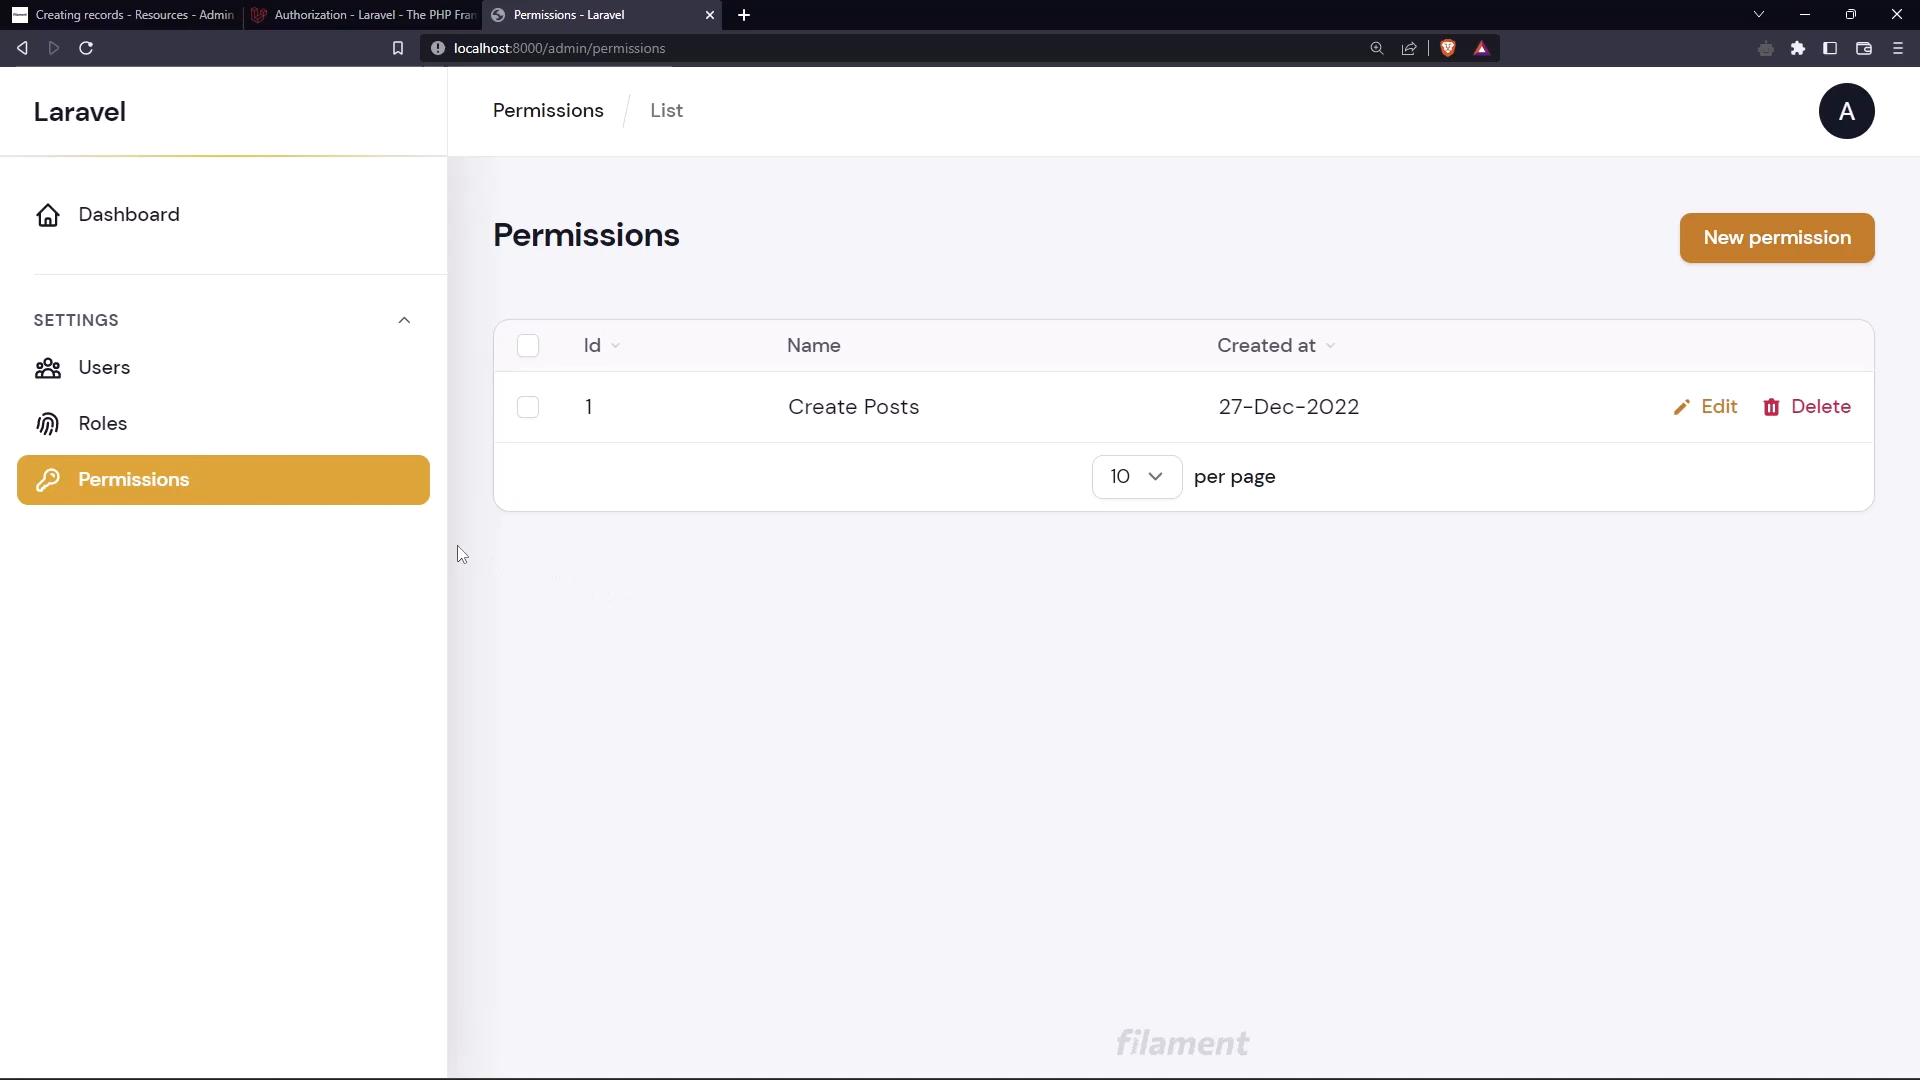 Creating records - Resources - Admin
Authorization - Laravel - The PHP Fran
Permissions - Laravel
localhost:8000/admin/permissions
Laravel
Permissions
List
A
Dashboard
Permissions
New permission
SETTINGS
Users
Roles
Permissions
Id
Name
Created at
1
Create Posts
27-Dec-2022
Edit
Delete
10
per page
filament